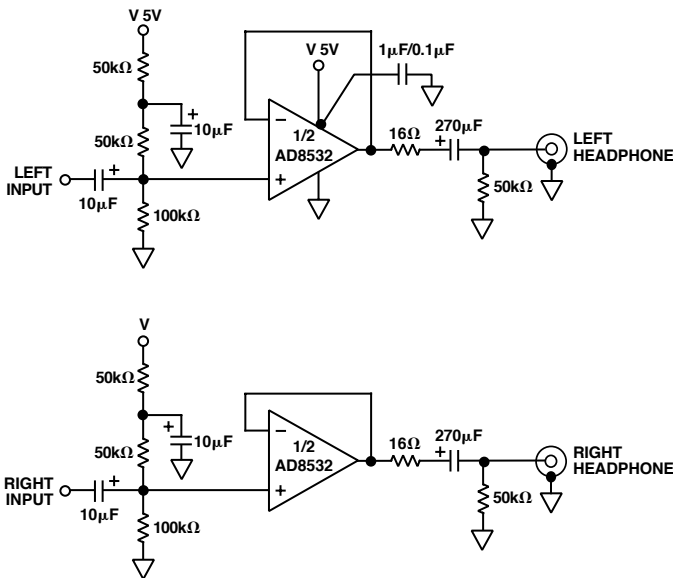 V 5V
50kΩ
V 5V
1µF/0.1µF
50kΩ
10µF
1/2
AD8532
16Ω
270µF
LEFT
HEADPHONE
LEFT
INPUT
10µF
100kΩ
50kΩ
V
50kΩ
50kΩ
10µF
1/2
AD8532
16Ω
270µF
RIGHT
HEADPHONE
RIGHT
INPUT
10µF
100kΩ
50kΩ